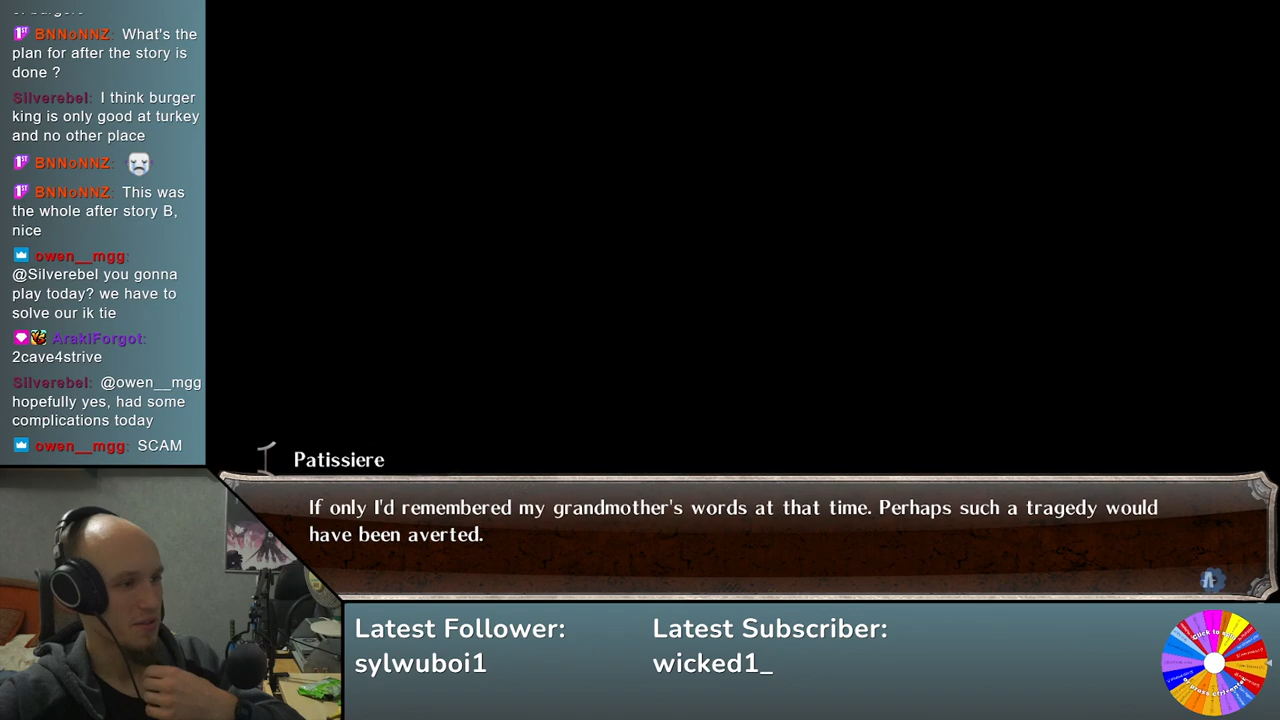 BNNoNNZ: What's the
plan for after the story is
done ?
Silverebel: I think burger
king is only good at turkey
and no other place
BNNoNNZ:
BNNoNNZ: This was
the whole after story B,
nice
owen__mgg:
@Silverebel you gonna
play today? we have to
solve our ik tie
ArakiForgot:
2cave4strive
Silverebel: @owen__mgg
hopefully yes, had some
complications today
owen__mgg: SCAM
Patissiere
If only I'd remembered my grandmother's words at that time. Perhaps such a tragedy would
have been averted.
Latest Follower:
sylwuboi1
Latest Subscriber:
wicked1_